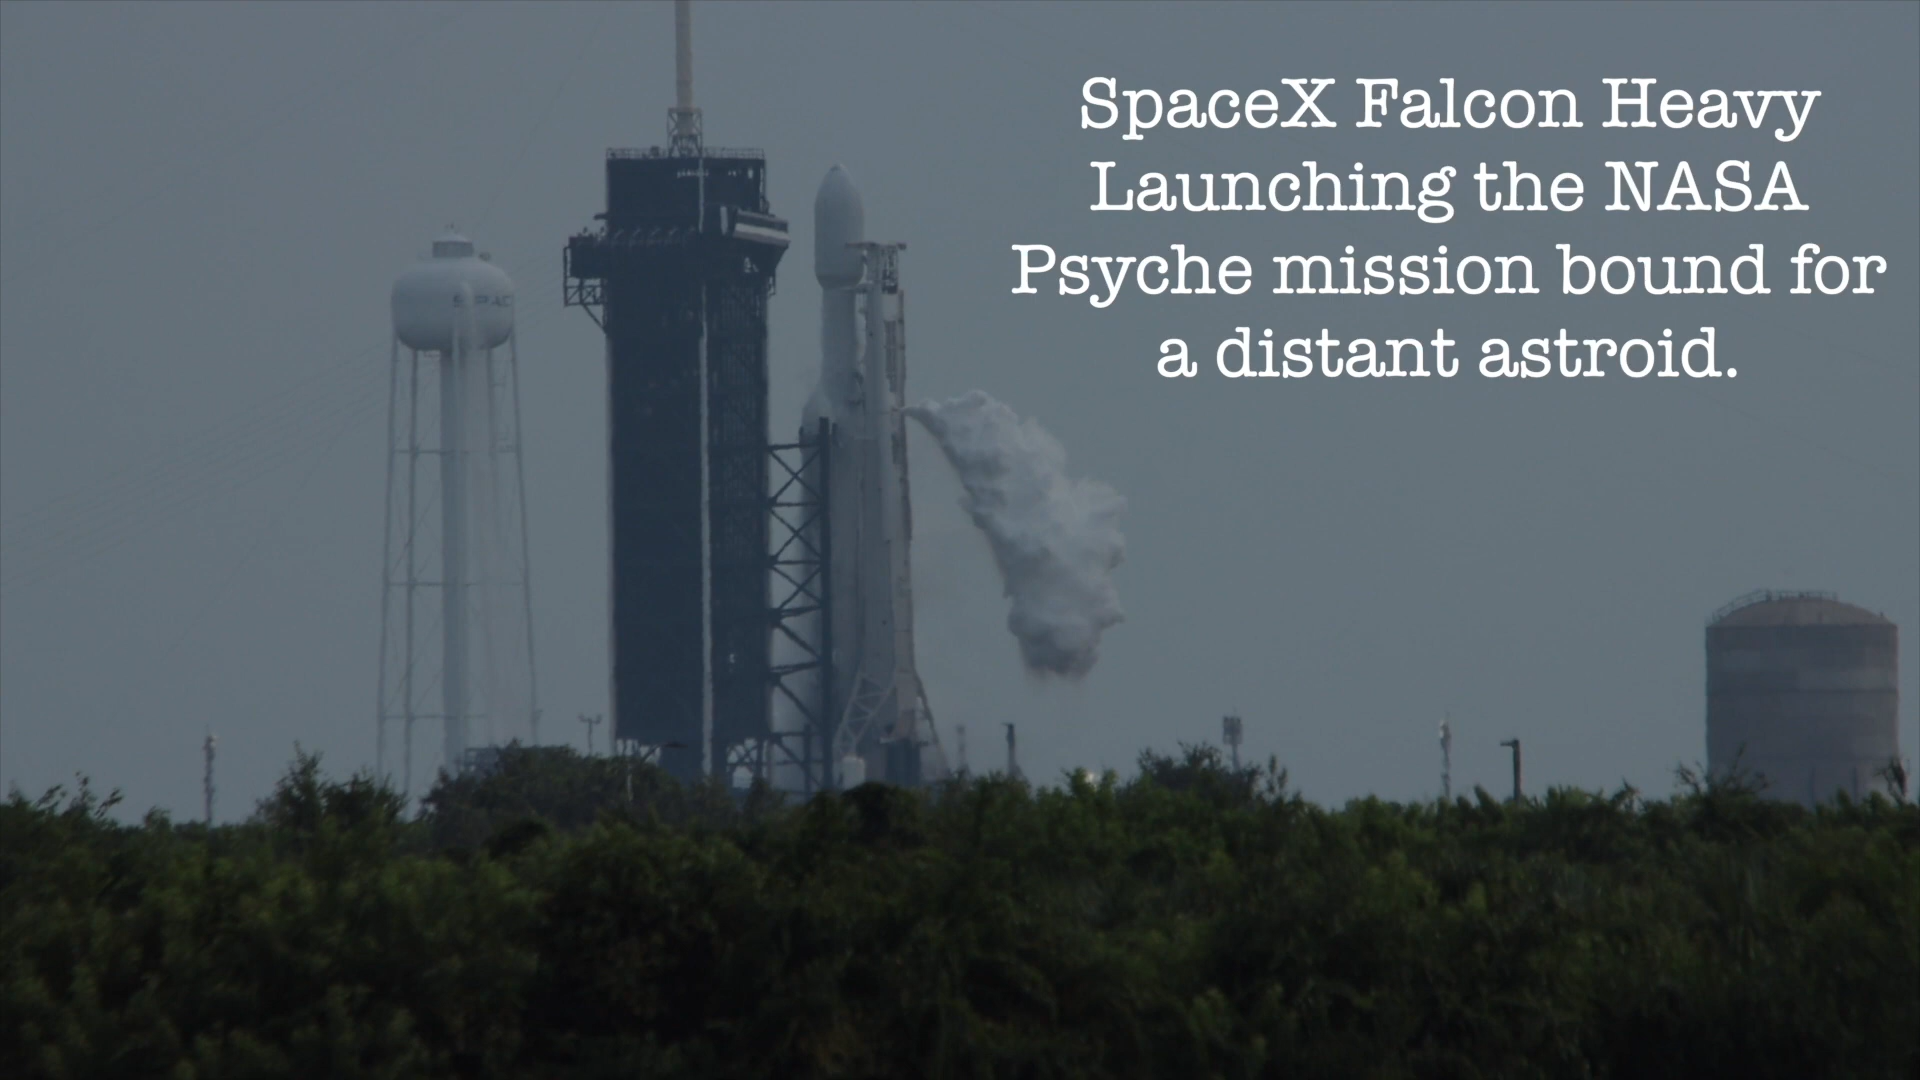 SpaceX Falcon Heavy
Launching the NASA
Psyche mission bound for
a distant astroid.